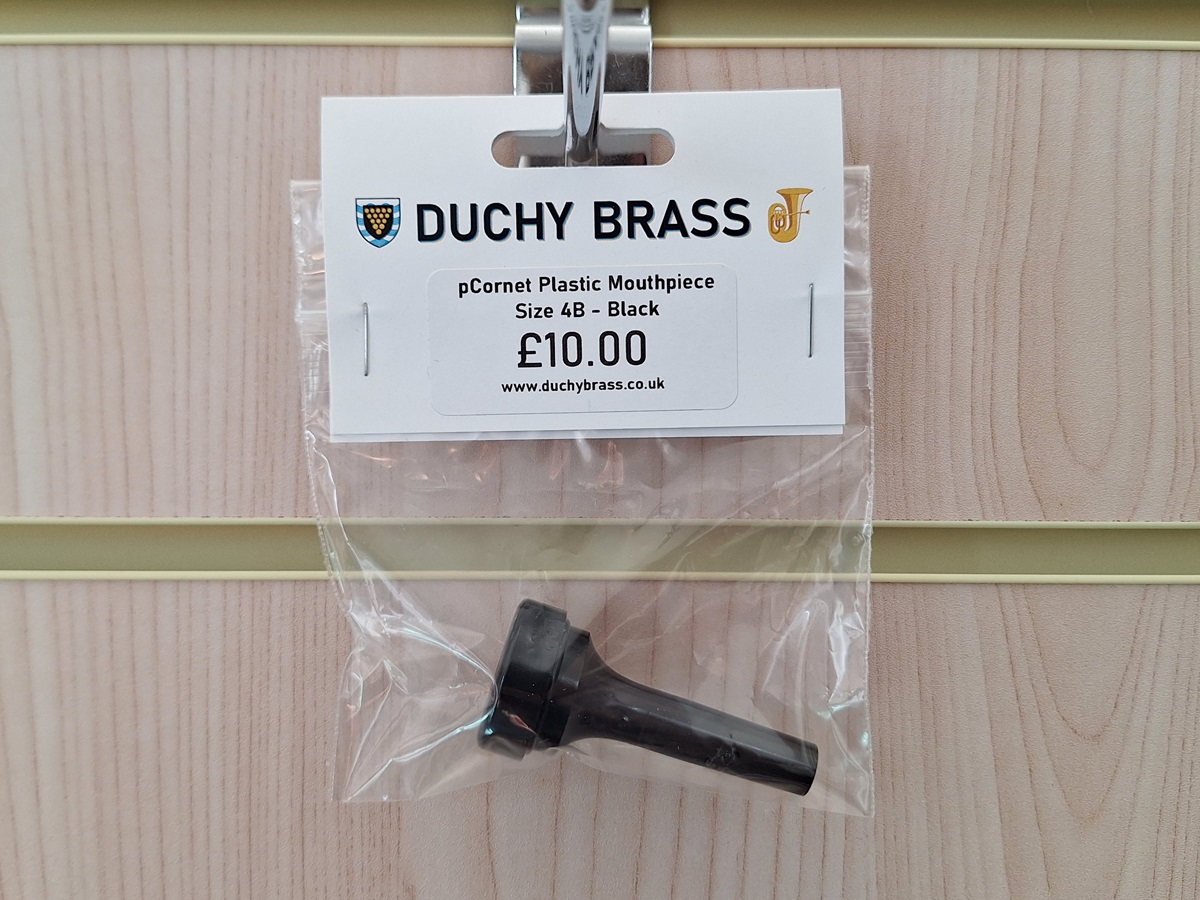 DUCHY BRASS
pCornet Plastic Mouthpiece
Size 4B - Black
£10.00
www.duchybrass.co.uk